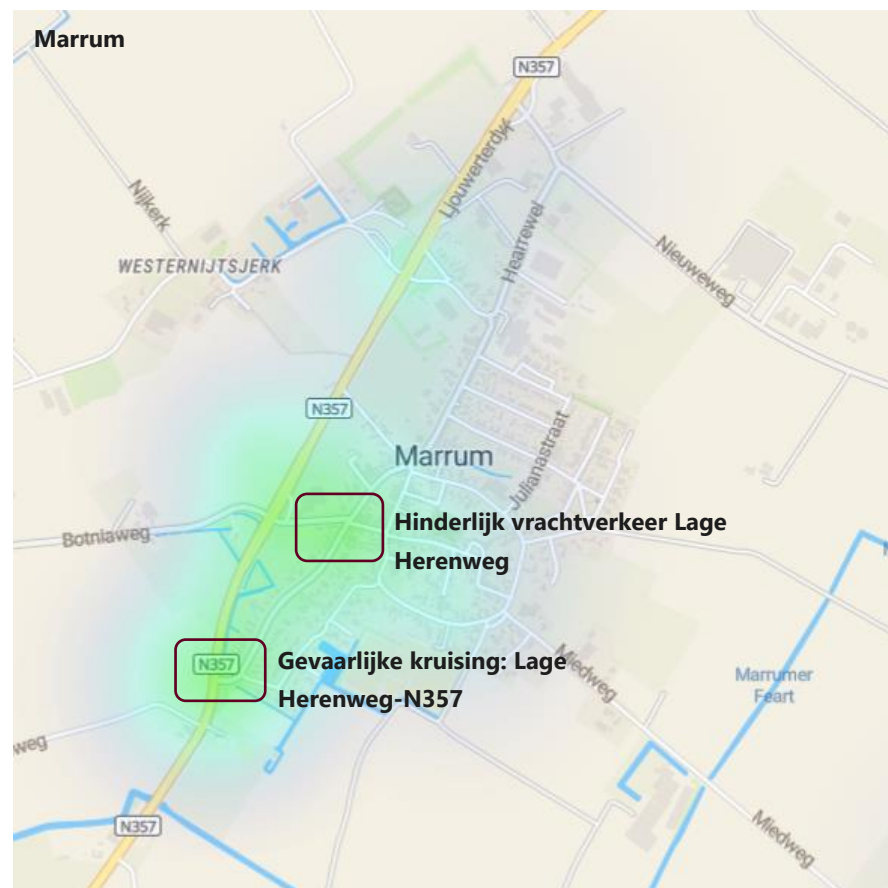 Marrum
N357
Ljouwerterdyk
Nijkerk
Hearrewei
Nieuweweg
WESTERNIJTSJERK
N357
Marrum
Julianastraat
Hinderlijk vrachtverkeer Lage
Herenweg
Botniaweg
Gevaarlijke kruising: Lage
Herenweg-N357
N357
Miedweg
Marrumer
Feart
weg
N357
Miedweg